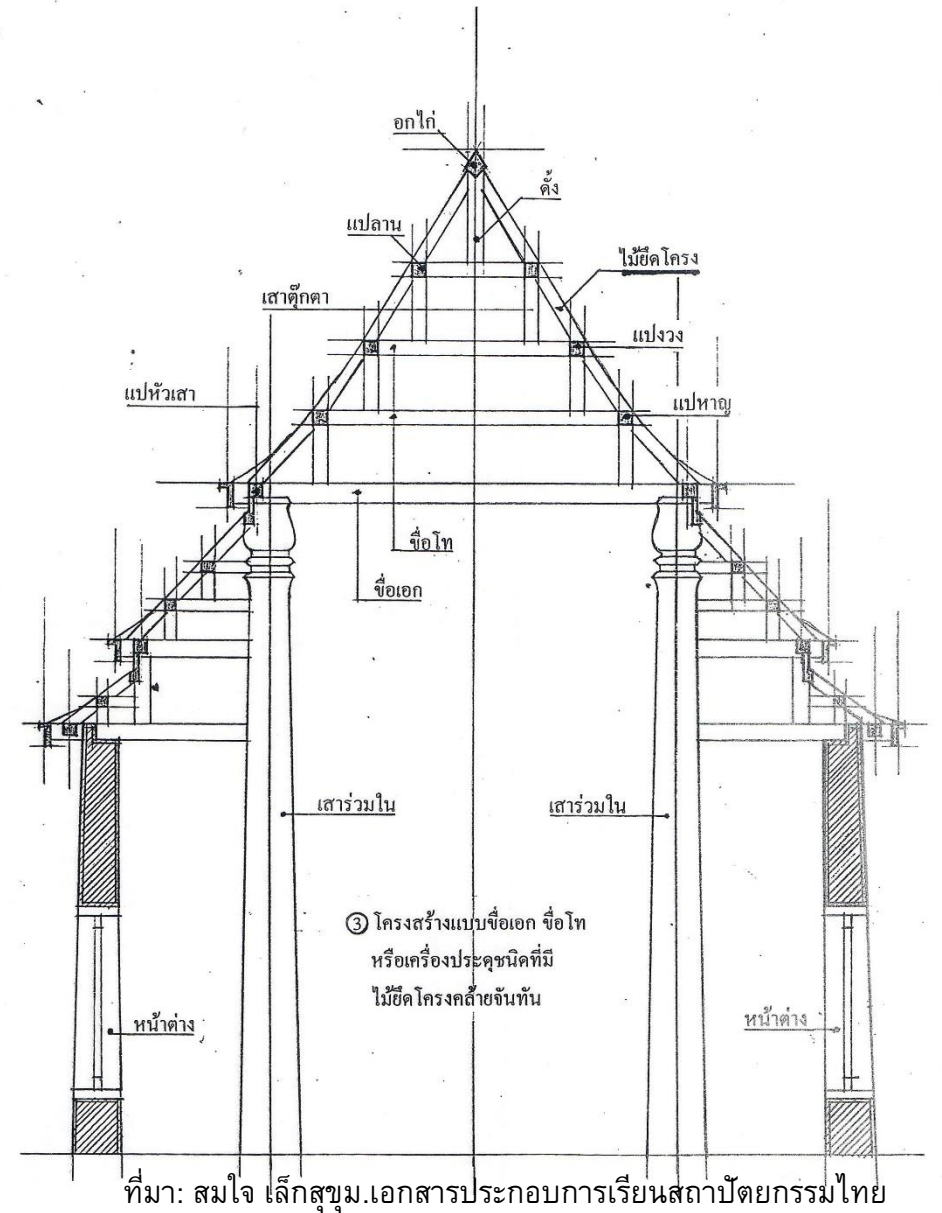 อกไก่
ดั้ง
แปลาน
ไม้ยึดโครง
เสาตุ๊กตา
แปงวง
แปหัวเสา
แปหาญ
ขื่อโท
ขื่อเอก
เสาร่วมใน
เสาร่วมใน
③ โครงสร้างแบบขื่อเอก ขื่อโท
หรือเครื่องประดุชนิดที่มี
ไม้ยึดโครงคล้ายจันทัน
หน้าต่าง
หน้าต่าง
ที่มา: สมใจ เล็กสุขุม.เอกสารประกอบการเรียนสถาปัตยกรรมไทย